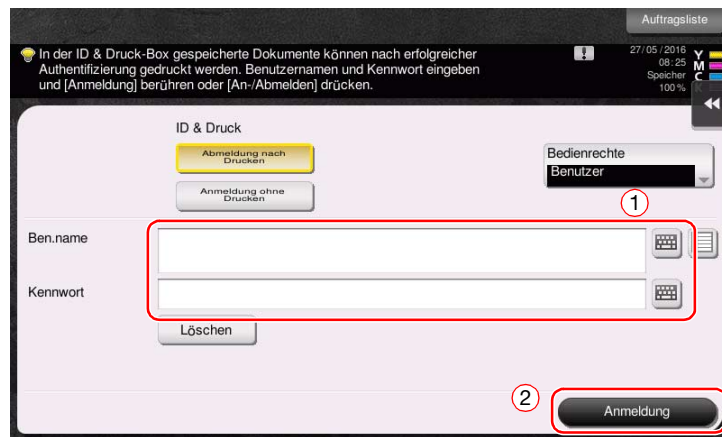 Auftragsliste
In der ID & Druck-Box gespeicherte Dokumente können nach erfolgreicher
Authentifizierung gedruckt werden. Benutzernamen und Kennwort eingeben
und [Anmeldung] berühren oder [An-/Abmelden] drücken.
27/05/2016
08:25
Speicher
100 %
Y
M
C
K
ID & Druck
Abmeldung nach
Drucken
Anmeldung ohne
Drucken
Bedienrechte
Benutzer
1
Ben.name
Kennwort
Löschen
2
Anmeldung